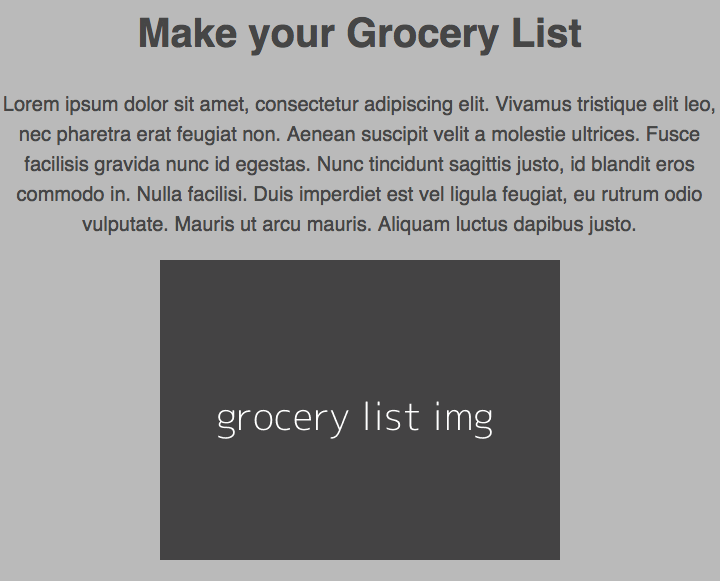 Make your Grocery List
Lorem ipsum dolor sit amet, consectetur adipiscing elit. Vivamus tristique elit leo,
nec pharetra erat feugiat non. Aenean suscipit velit a molestie ultrices. Fusce
facilisis gravida nunc id egestas. Nunc tincidunt sagittis justo, id blandit eros
commodo in. Nulla facilisi. Duis imperdiet est vel ligula feugiat, eu rutrum odio
vulputate. Mauris ut arcu mauris. Aliquam luctus dapibus justo.
grocery list img